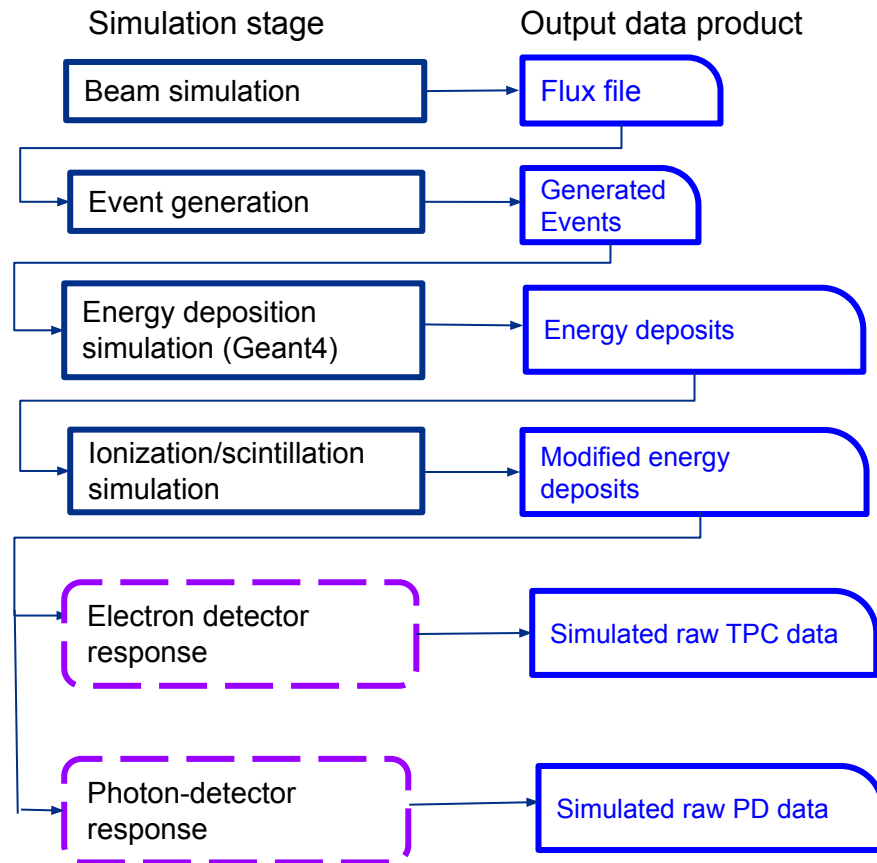 Simulation stage
Output data product
Beam simulation
Flux file
Event generation
Generated
Events
Energy deposition
simulation (Geant4)
Energy deposits
Ionization/scintillation
simulation
Modified energy
deposits
Electron detector
response
Simulated raw TPC data
Photon-detector
response
Simulated raw PD data